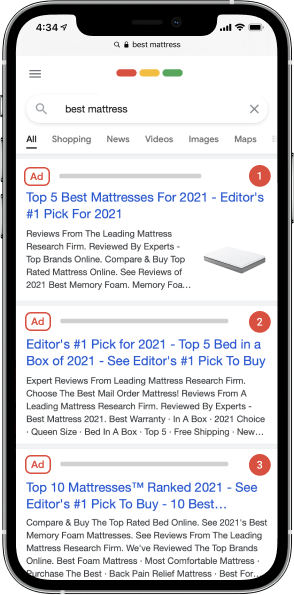 4:34
best mattress
best mattress
All Shopping News Videos Images Maps
Ad 1
Top 5 Best Mattresses For 2021 - Editor's
#1 Pick For 2021
Reviews From The Leading Mattress
Research Firm. Reviewed By Experts -
Top Brands Online. Compare & Buy Top
Rated Mattress Online. See Reviews of
2021 Best Memory Foam. Memory Foa...
Ad 2
Editor's #1 Pick for 2021 - Top 5 Bed in a
Box of 2021 - See Editor's #1 Pick To Buy
Expert Reviews From Leading Mattress Research Firm.
Choose The Best Mail Order Mattress! Reviews From A
Leading Mattress Research Firm. Reviewed By Experts -
Best Mattress 2021. Best Warranty · In A Box · 2021 Choice
· Queen Size · Bed In A Box · Top 5 · Free Shipping · New...
Ad 3
Top 10 Mattresses™ Ranked 2021 - See
Editor's #1 Pick To Buy - 10 Best...
Compare & Buy The Top Rated Bed Online. See 2021's Best
Memory Foam Mattresses. See Reviews From The Leading
Mattress Research Firm. We've Reviewed The Top Brands
Online. Best Foam Mattress · Most Comfortable Mattress ·
Purchase The Best · Back Pain Relief Mattress · Best For...